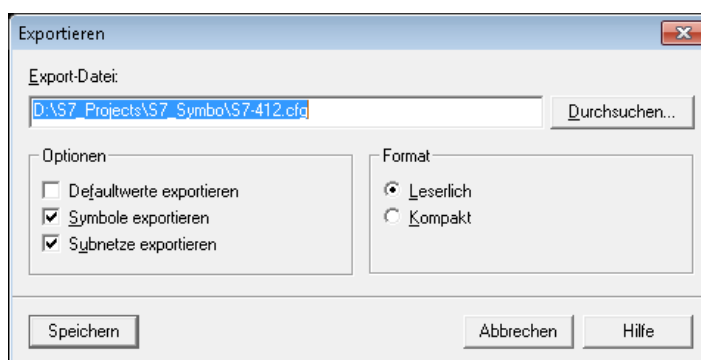 Exportieren
Export-Datei:
D:\S7_Projects\S7_Symbo\S7-412.cfg
Durchsuchen...
Optionen
Defaultwerte exportieren
Symbole exportieren
Subnetze exportieren
Format
Leserlich
Kompakt
Speichern
Abbrechen
Hilfe